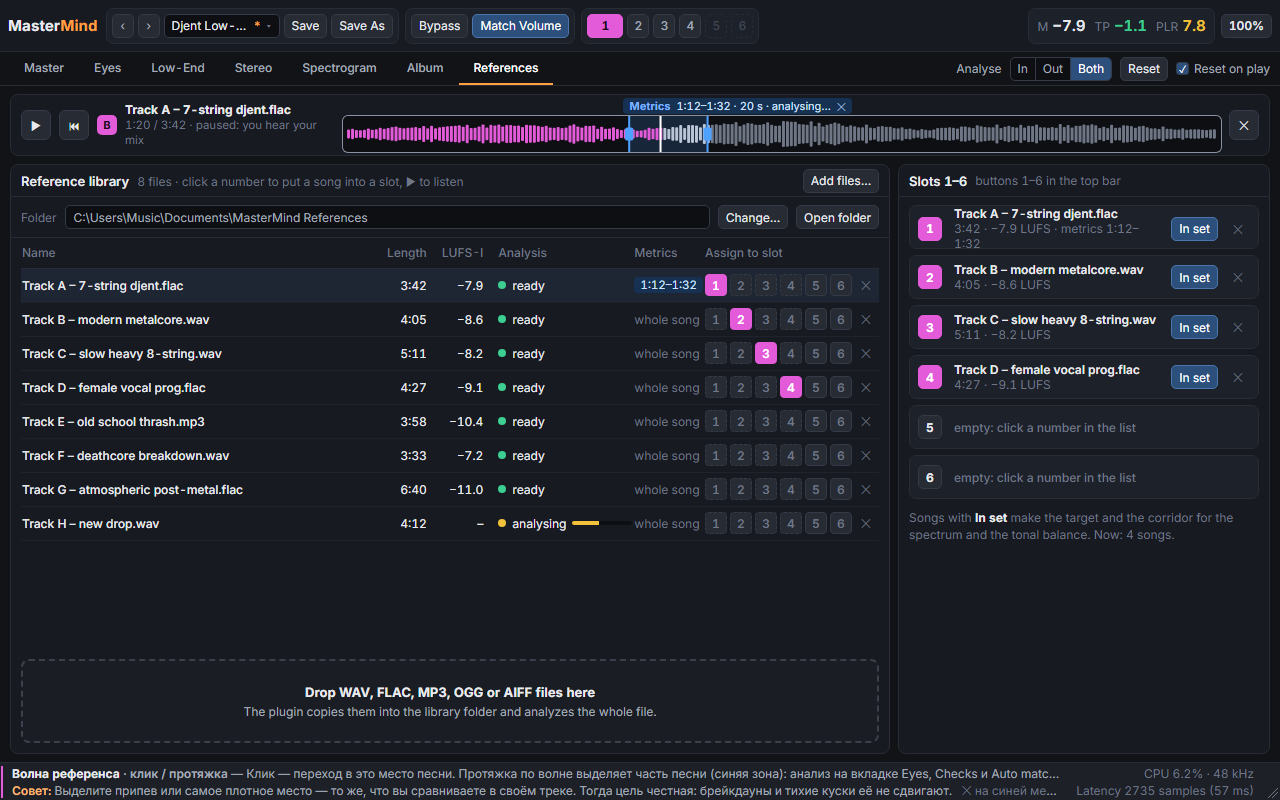 MasterMind ‹ › Djent Low-... * Save Save As Bypass Match Volume 1 2 3 4 5 6 M −7.9 TP −1.1 PLR 7.8 100%
Master Eyes Low-End Stereo Spectrogram Album References Analyse In Out Both Reset Reset on play
Metrics 1:12–1:32 · 20 s · analysing... ×
B Track A – 7-string djent.flac
1:20 / 3:42 · paused: you hear your
mix
Reference library 8 files · click a number to put a song into a slot, ▶ to listen Add files...
Folder C:\Users\Music\Documents\MasterMind References Change... Open folder
Name Length LUFS-I Analysis Metrics Assign to slot
Track A – 7-string djent.flac 3:42 −7.9 ready 1:12–1:32 1 2 3 4 5 6 ×
Track B – modern metalcore.wav 4:05 −8.6 ready whole song 1 2 3 4 5 6 ×
Track C – slow heavy 8-string.wav 5:11 −8.2 ready whole song 1 2 3 4 5 6 ×
Track D – female vocal prog.flac 4:27 −9.1 ready whole song 1 2 3 4 5 6 ×
Track E – old school thrash.mp3 3:58 −10.4 ready whole song 1 2 3 4 5 6 ×
Track F – deathcore breakdown.wav 3:33 −7.2 ready whole song 1 2 3 4 5 6 ×
Track G – atmospheric post-metal.flac 6:40 −11.0 ready whole song 1 2 3 4 5 6 ×
Track H – new drop.wav 4:12 – analysing whole song 1 2 3 4 5 6 ×
Drop WAV, FLAC, MP3, OGG or AIFF files here
The plugin copies them into the library folder and analyzes the whole file.
Slots 1–6 buttons 1–6 in the top bar
1 Track A – 7-string djent.flac
3:42 · −7.9 LUFS · metrics 1:12–
1:32
In set ×
2 Track B – modern metalcore.wav
4:05 · −8.6 LUFS
In set ×
3 Track C – slow heavy 8-string.wav
5:11 · −8.2 LUFS
In set ×
4 Track D – female vocal prog.flac
4:27 · −9.1 LUFS
In set ×
5 empty: click a number in the list
6 empty: click a number in the list
Songs with In set make the target and the corridor for the
spectrum and the tonal balance. Now: 4 songs.
Волна референса · клик / протяжка — Клик — переход в это место песни. Протяжка по волне выделяет часть песни (синяя зона): анализ на вкладке Eyes, Checks и Auto matc... CPU 6.2% · 48 kHz
Совет: Выделите припев или самое плотное место — то же, что вы сравниваете в своём треке. Тогда цель честная: брейкдауны и тихие куски её не сдвигают. × на синей ме... Latency 2735 samples (57 ms)